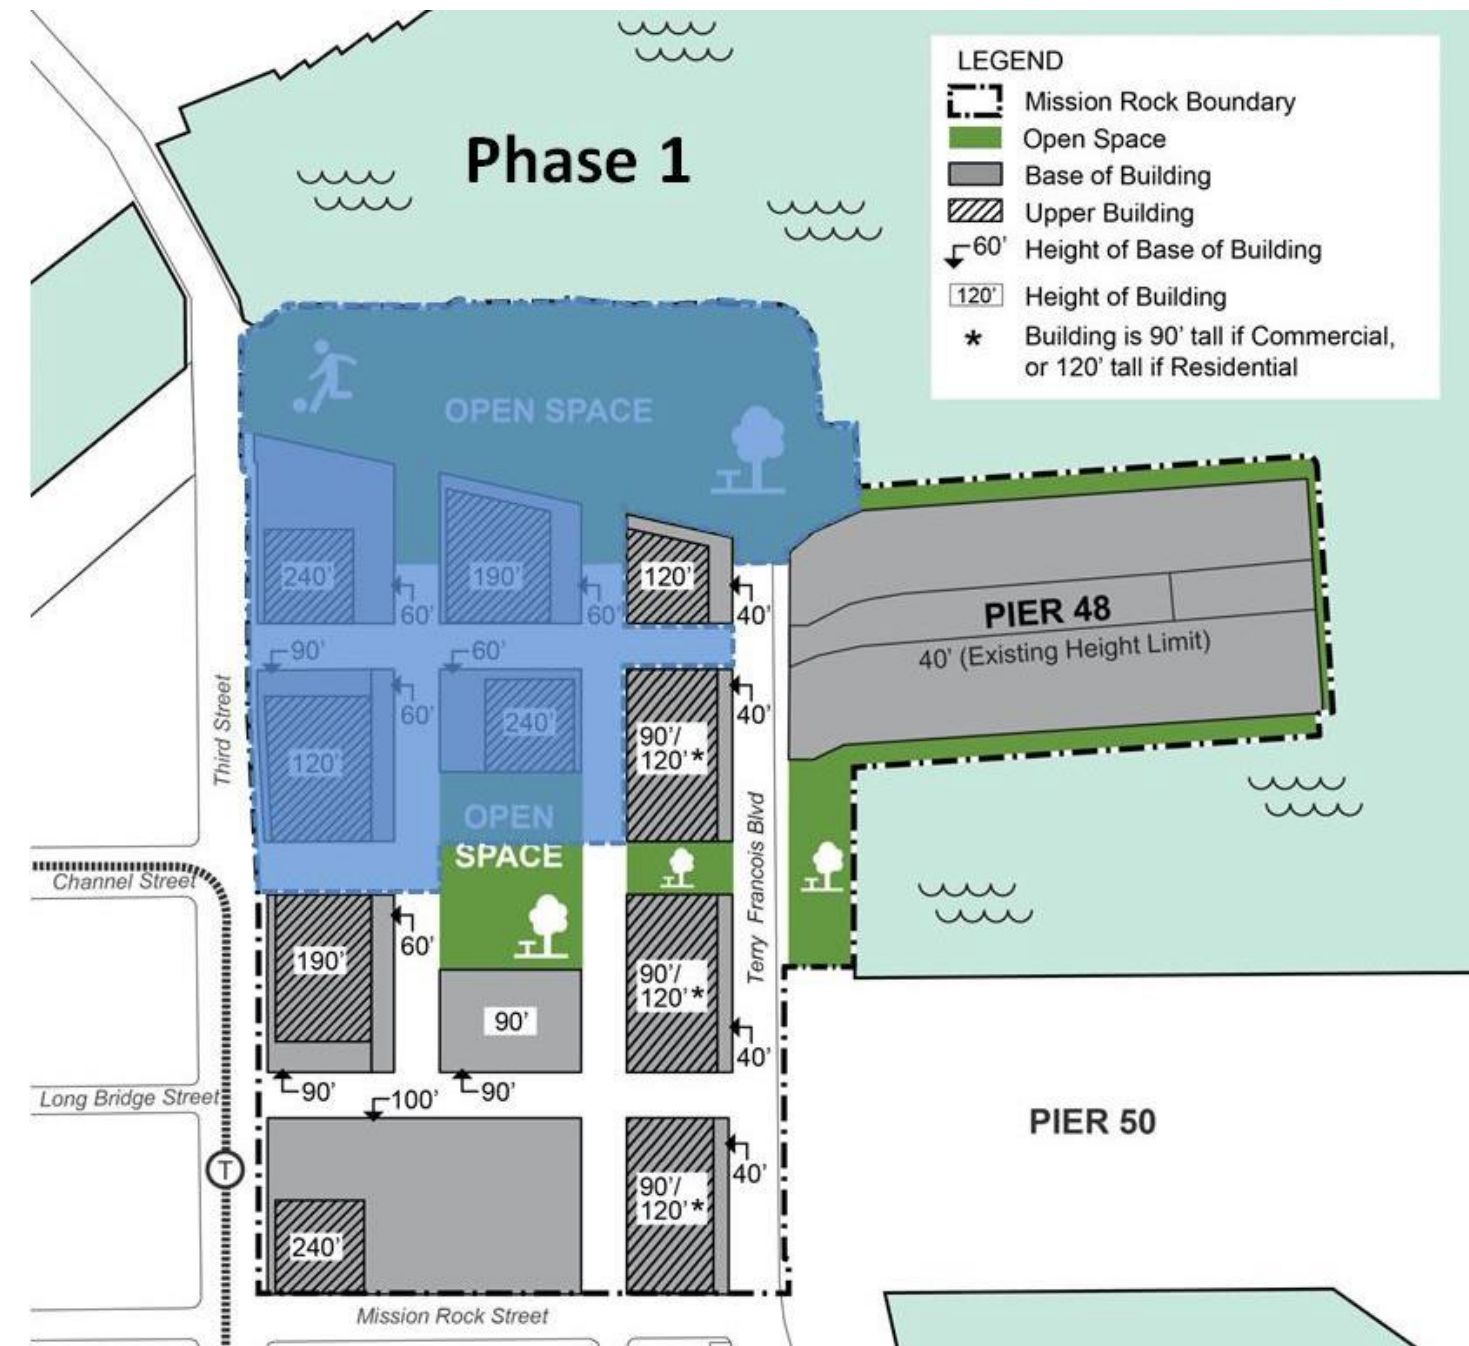 Phase 1
LEGEND
Mission Rock Boundary
Open Space
Base of Building
Upper Building
60’ Height of Base of Building
120’ Height of Building
* Building is 90’ tall if Commercial,
or 120’ tall if Residential
OPEN SPACE
240’
60’
190’
60’
120’
40’
PIER 48
40’ (Existing Height Limit)
90’
60’
60’
40’
Third Street
120’
240’
90’/
120’*
OPEN
SPACE
Terry Francois Blvd
Channel Street
190’
60’
90’/
120’*
90’
40’
90’
90’
Long Bridge Street
100’
PIER 50
T
40’
90’/
120’*
240’
Mission Rock Street